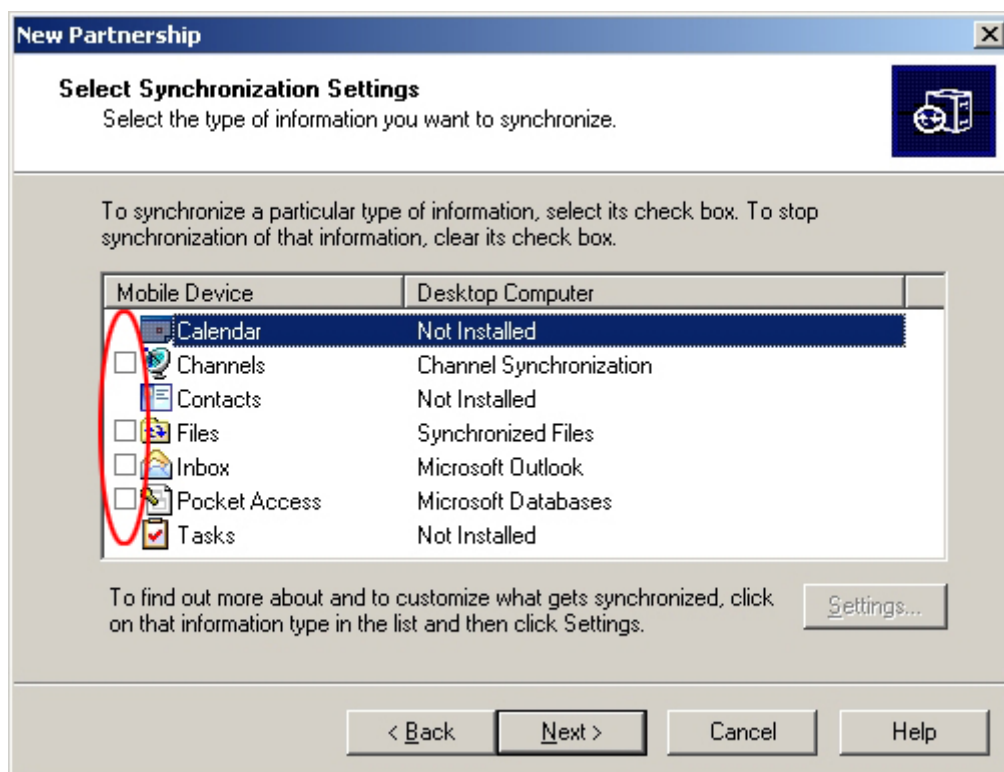 New Partnership
Select Synchronization Settings
Select the type of information you want to synchronize.
To synchronize a particular type of information, select its check box. To stop
synchronization of that information, clear its check box.
Mobile Device Desktop Computer
Calendar Not Installed
Channels Channel Synchronization
Contacts Not Installed
Files Synchronized Files
Inbox Microsoft Outlook
Pocket Access Microsoft Databases
Tasks Not Installed
To find out more about and to customize what gets synchronized, click
on that information type in the list and then click Settings.
Settings...
< Back Next > Cancel Help